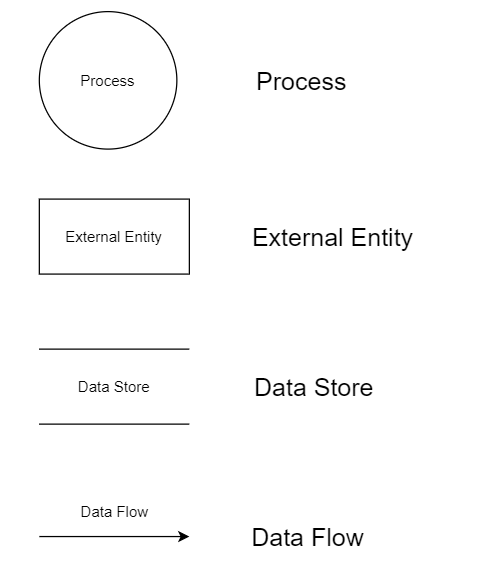 Process
Process
External Entity
External Entity
Data Store
Data Store
Data Flow
Data Flow